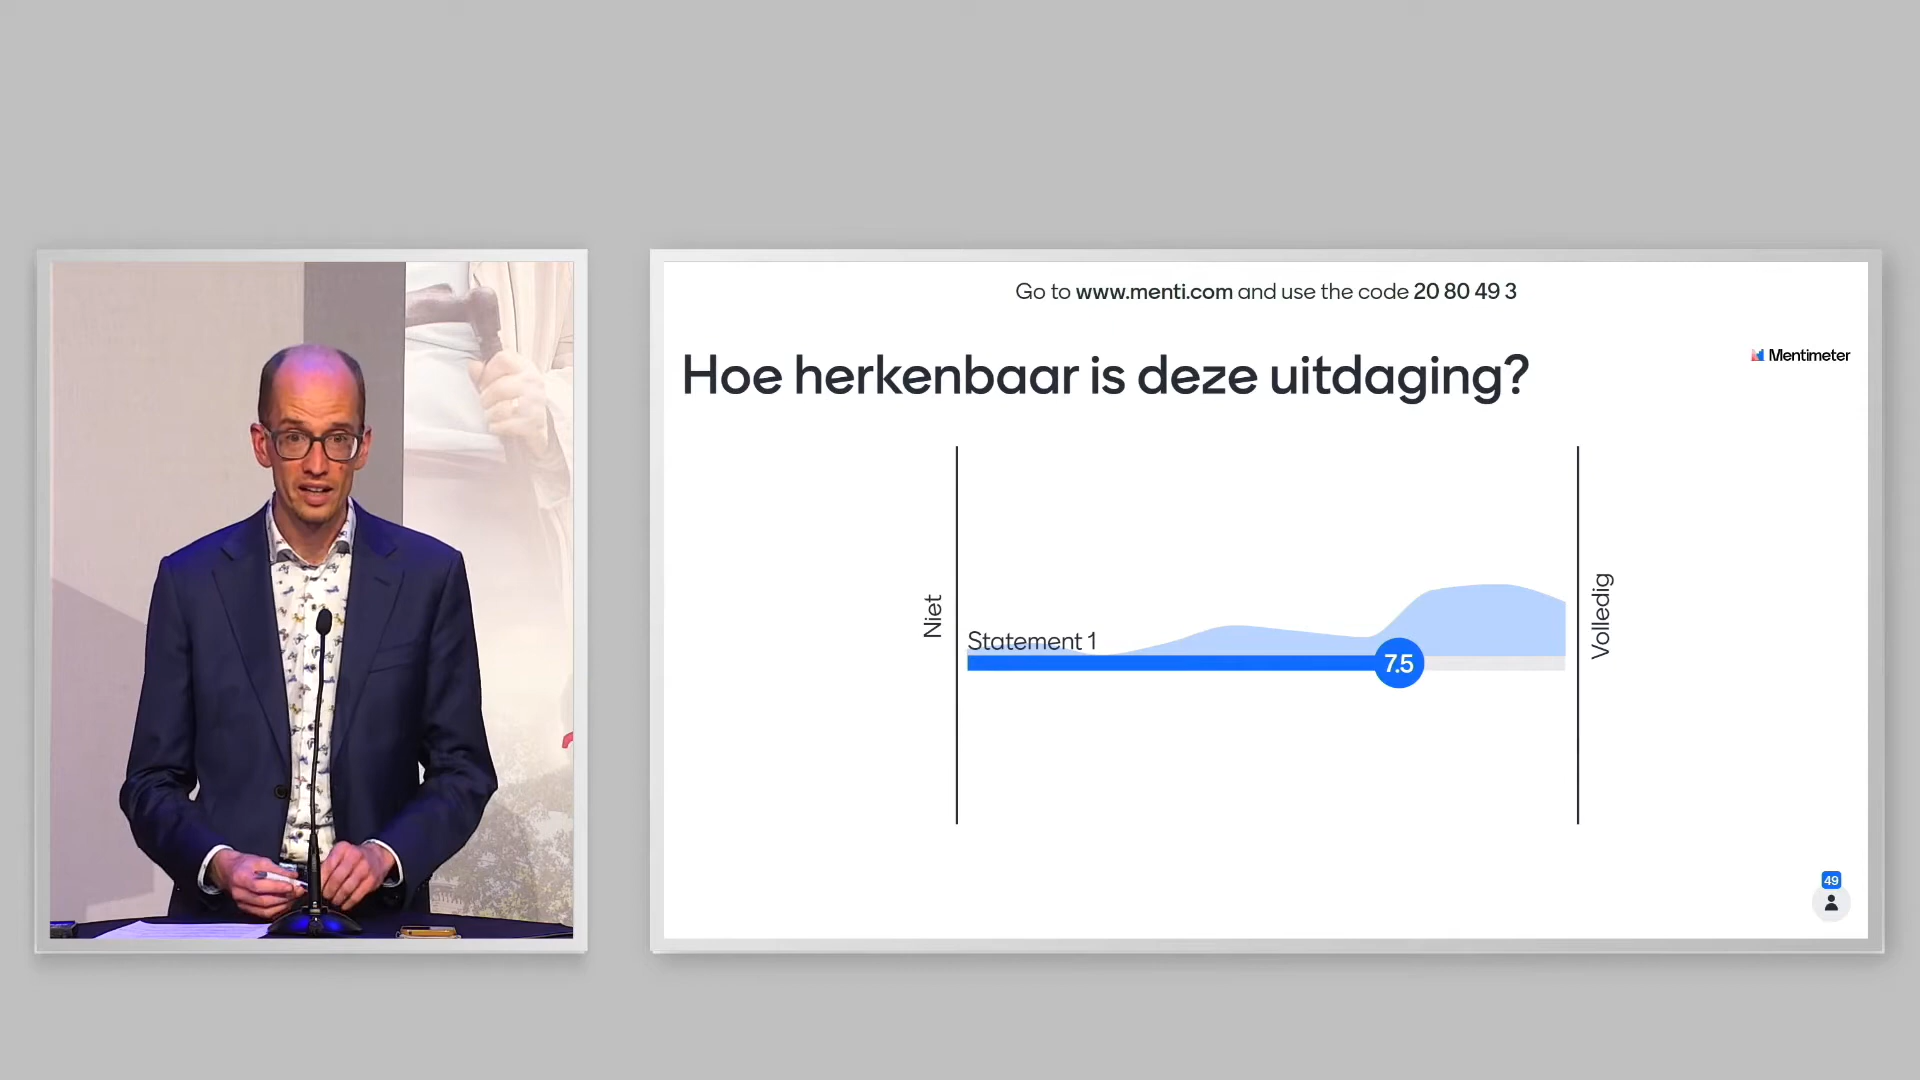 Go to www.menti.com and use the code 20 80 49 3
Hoe herkenbaar is deze uitdaging?
Mentimeter
Niet
Statement 1
7.5
Volledig
49